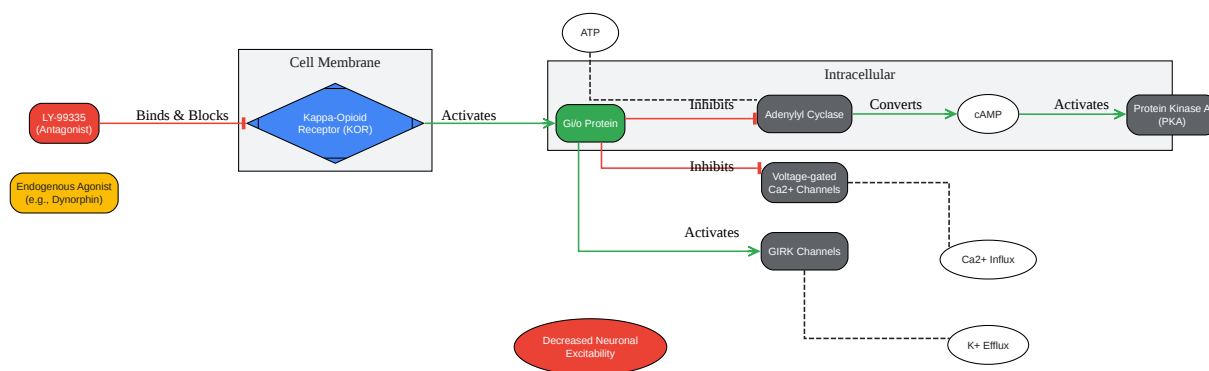 ATP
Cell Membrane
Intracellular
LY-99335
(Antagonist)
Binds & Blocks
Kappa-Opioid
Receptor (KOR)
Activates
Gi/o Protein
Inhibits
Adenylyl Cyclase
Converts
cAMP
Activates
Protein Kinase A
(PKA)
Endogenous Agonist
(e.g., Dynorphin)
Inhibits
Voltage-gated
Ca2+ Channels
Activates
GIRK Channels
Ca2+ Influx
Decreased Neuronal
Excitability
K+ Efflux